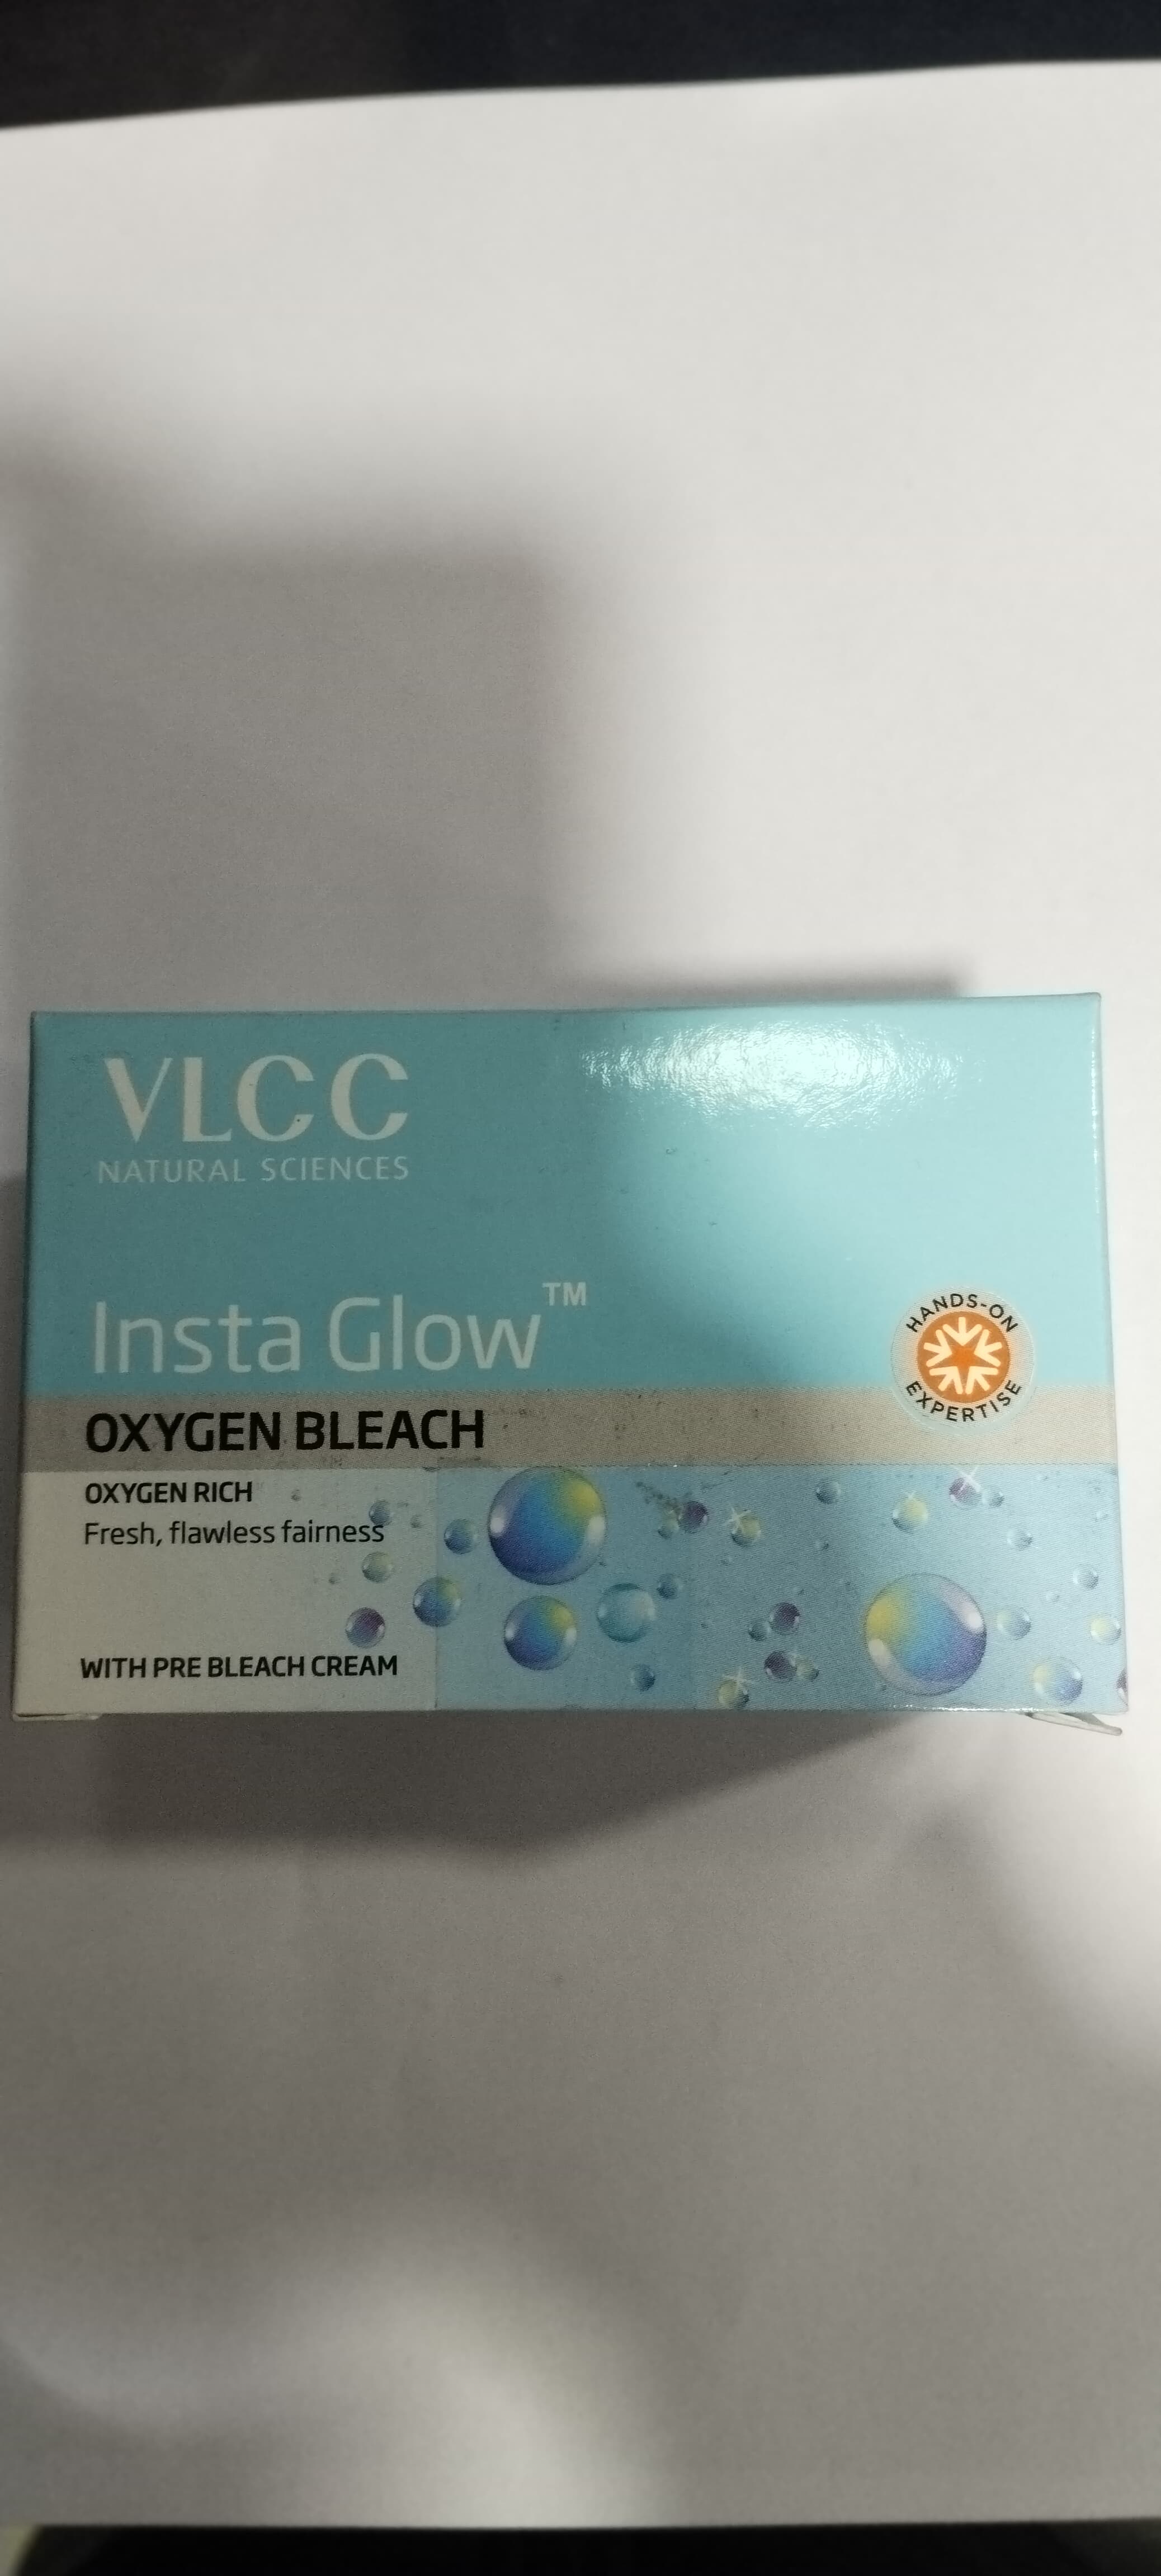 VLCC
NATURAL SCIENCES
Insta Glow™
HANDS-ON
EXPERTISE
OXYGEN BLEACH
OXYGEN RICH
Fresh, flawless fairness
WITH PRE BLEACH CREAM